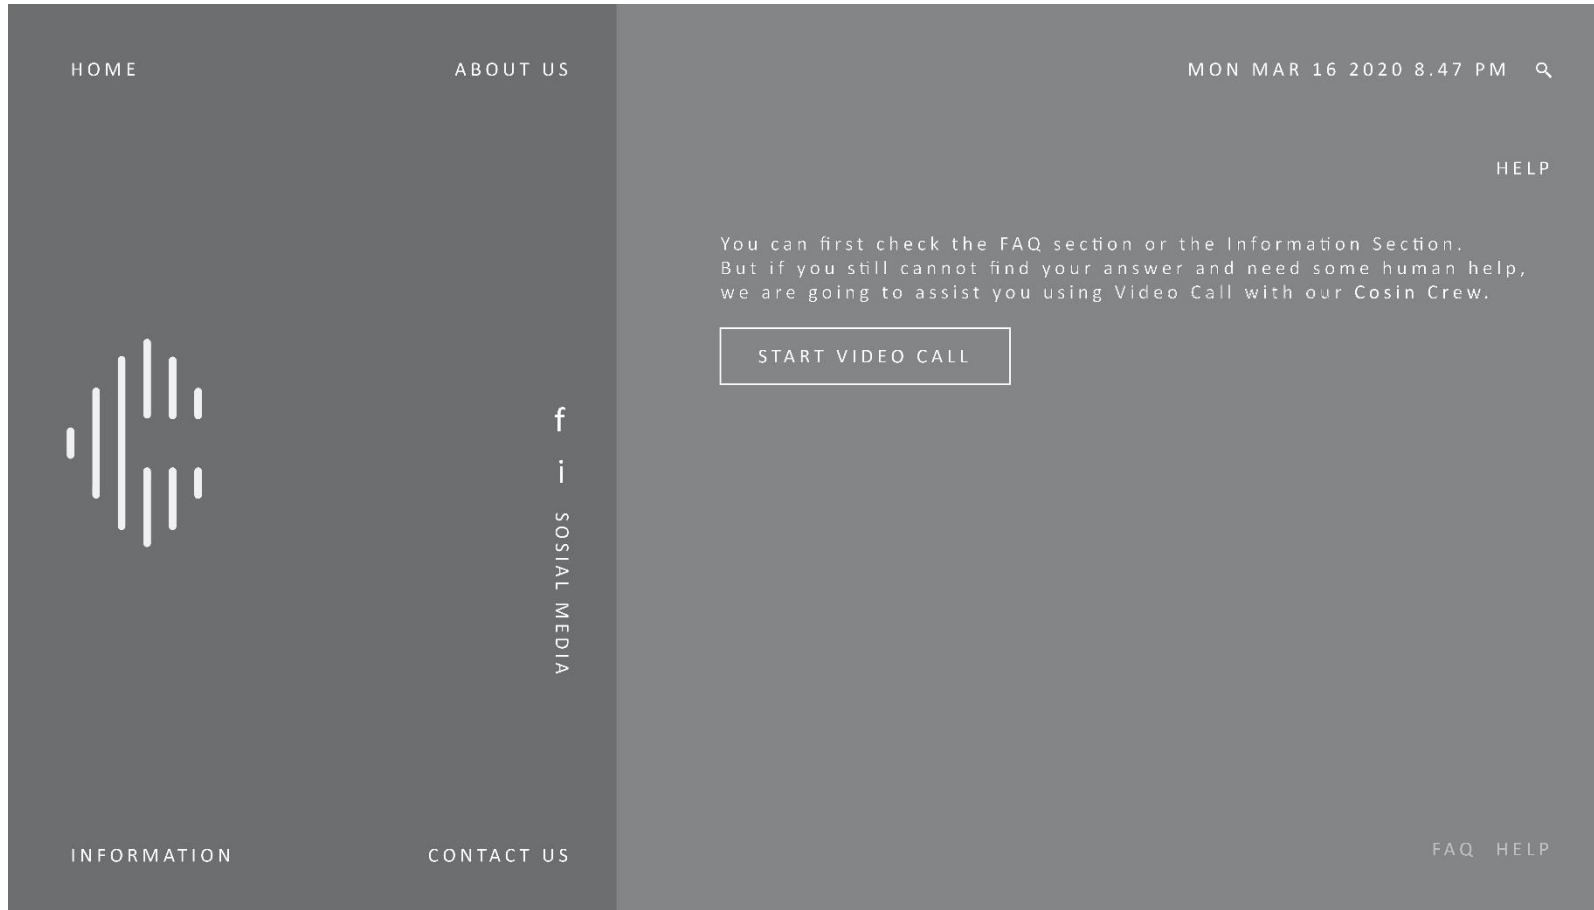 HOME
ABOUT US
MON MAR 16 2020 8.47 PM
HELP
You can first check the FAQ section or the Information Section.
But if you still cannot find your answer and need some human help,
we are going to assist you using Video Call with our Cosin Crew.
START VIDEO CALL
f
i
SOSIAL MEDIA
INFORMATION
CONTACT US
FAQ HELP